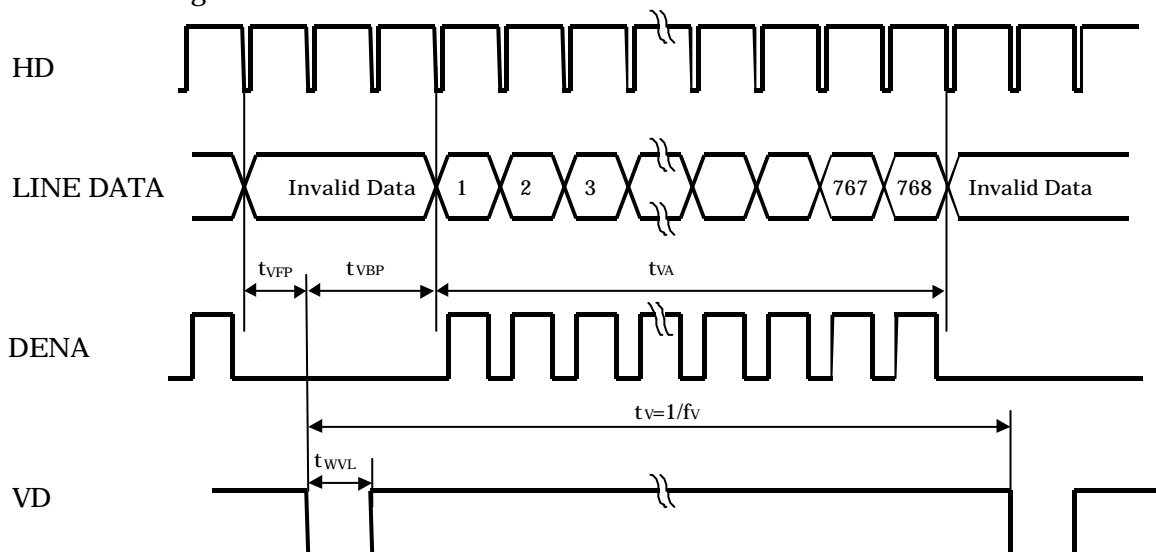 HD
LINE DATA
Invalid Data 1 2 3 767 768 Invalid Data
tVFP tVBP tVA
DENA
tV=1/fV
tWVL
VD